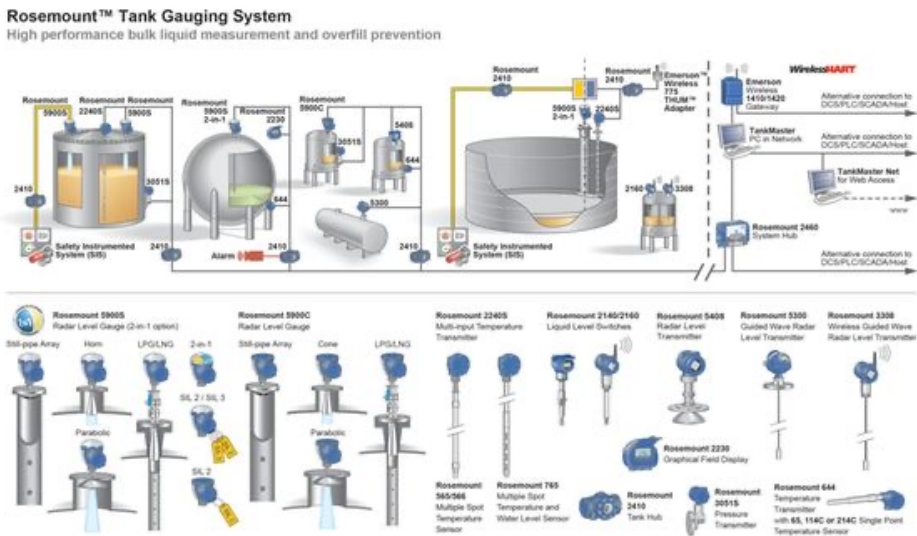 Rosemount™ Tank Gauging System
High performance bulk liquid measurement and overfill prevention
Rosemount
5900S
Rosemount
2240S
Rosemount
5900S
3051S
2410
Safety Instrumented
System (SIS)
2410
Rosemount
5900S
2-in-1
Rosemount
2230
644
Alarm
2410
Rosemount
5900C
3051S
5408
644
5300
2410
Rosemount
2410
Rosemount
2410
Emerson™
Wireless
775
THUM™
Adapter
5900S
2-in-1
2240S
Safety Instrumented
System (SIS)
2160
3308
WirelessHART
Emerson
Wireless
1410/1420
Gateway
Alternative connection to
DCS/PLC/SCADA/Host
TankMaster
PC in Network
Alternative connection to
DCS/PLC/SCADA/Host
TankMaster Net
for Web Access
www
Rosemount 2460
System Hub
Alternative connection to
DCS/PLC/SCADA/Host
Rosemount 5900S
Radar Level Gauge (2-in-1 option)
Still-pipe Array
Horn
LPG/LNG
2-in-1
SIL 2 / SIL 3
Parabolic
SIL 2
Rosemount 5900C
Radar Level Gauge
Still-pipe Array
Cone
LPG/LNG
Parabolic
Rosemount 2240S
Multi-input Temperature
Transmitter
Rosemount 2140/2160
Liquid Level Switches
Rosemount 5408
Radar Level
Transmitter
Rosemount 5300
Guided Wave Radar
Level Transmitter
Rosemount 3308
Wireless Guided Wave
Radar Level Transmitter
Rosemount 2230
Graphical Field Display
Rosemount
565/566
Multiple Spot
Temperature
Sensor
Rosemount 765
Multiple Spot
Temperature and
Water Level Sensor
Rosemount
2410
Tank Hub
Rosemount
3051S
Pressure
Transmitter
Rosemount 644
Temperature
Transmitter
with 65, 114C or 214C Single Point
Temperature Sensor